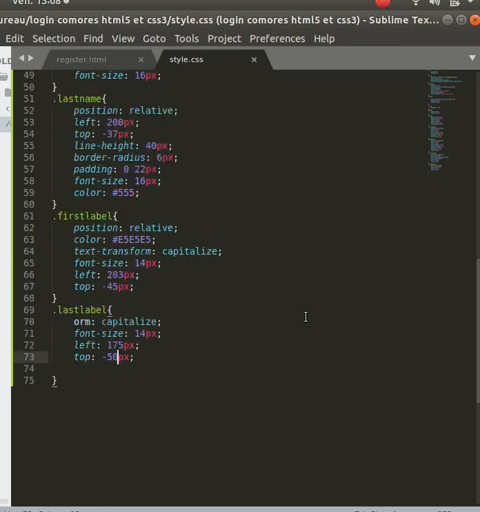 Ven. 15:08
ureau/login comores html5 et css3/style.css (login comores html5 et css3) - Sublime Tex...
Edit Selection Find View Goto Tools Project Preferences Help
register.html × style.css ×
49 font-size: 16px;
50 }
51 .lastname{
52 position: relative;
53 left: 200px;
54 top: -37px;
55 line-height: 40px;
56 border-radius: 6px;
57 padding: 0 22px;
58 font-size: 16px;
59 color: #555;
60 }
61 .firstlabel{
62 position: relative;
63 color: #E5E5E5;
64 text-transform: capitalize;
65 font-size: 14px;
66 left: 203px;
67 top: -45px;
68 }
69 .lastlabel{
70 orm: capitalize;
71 font-size: 14px;
72 left: 175px;
73 top: -50px;
74
75 }